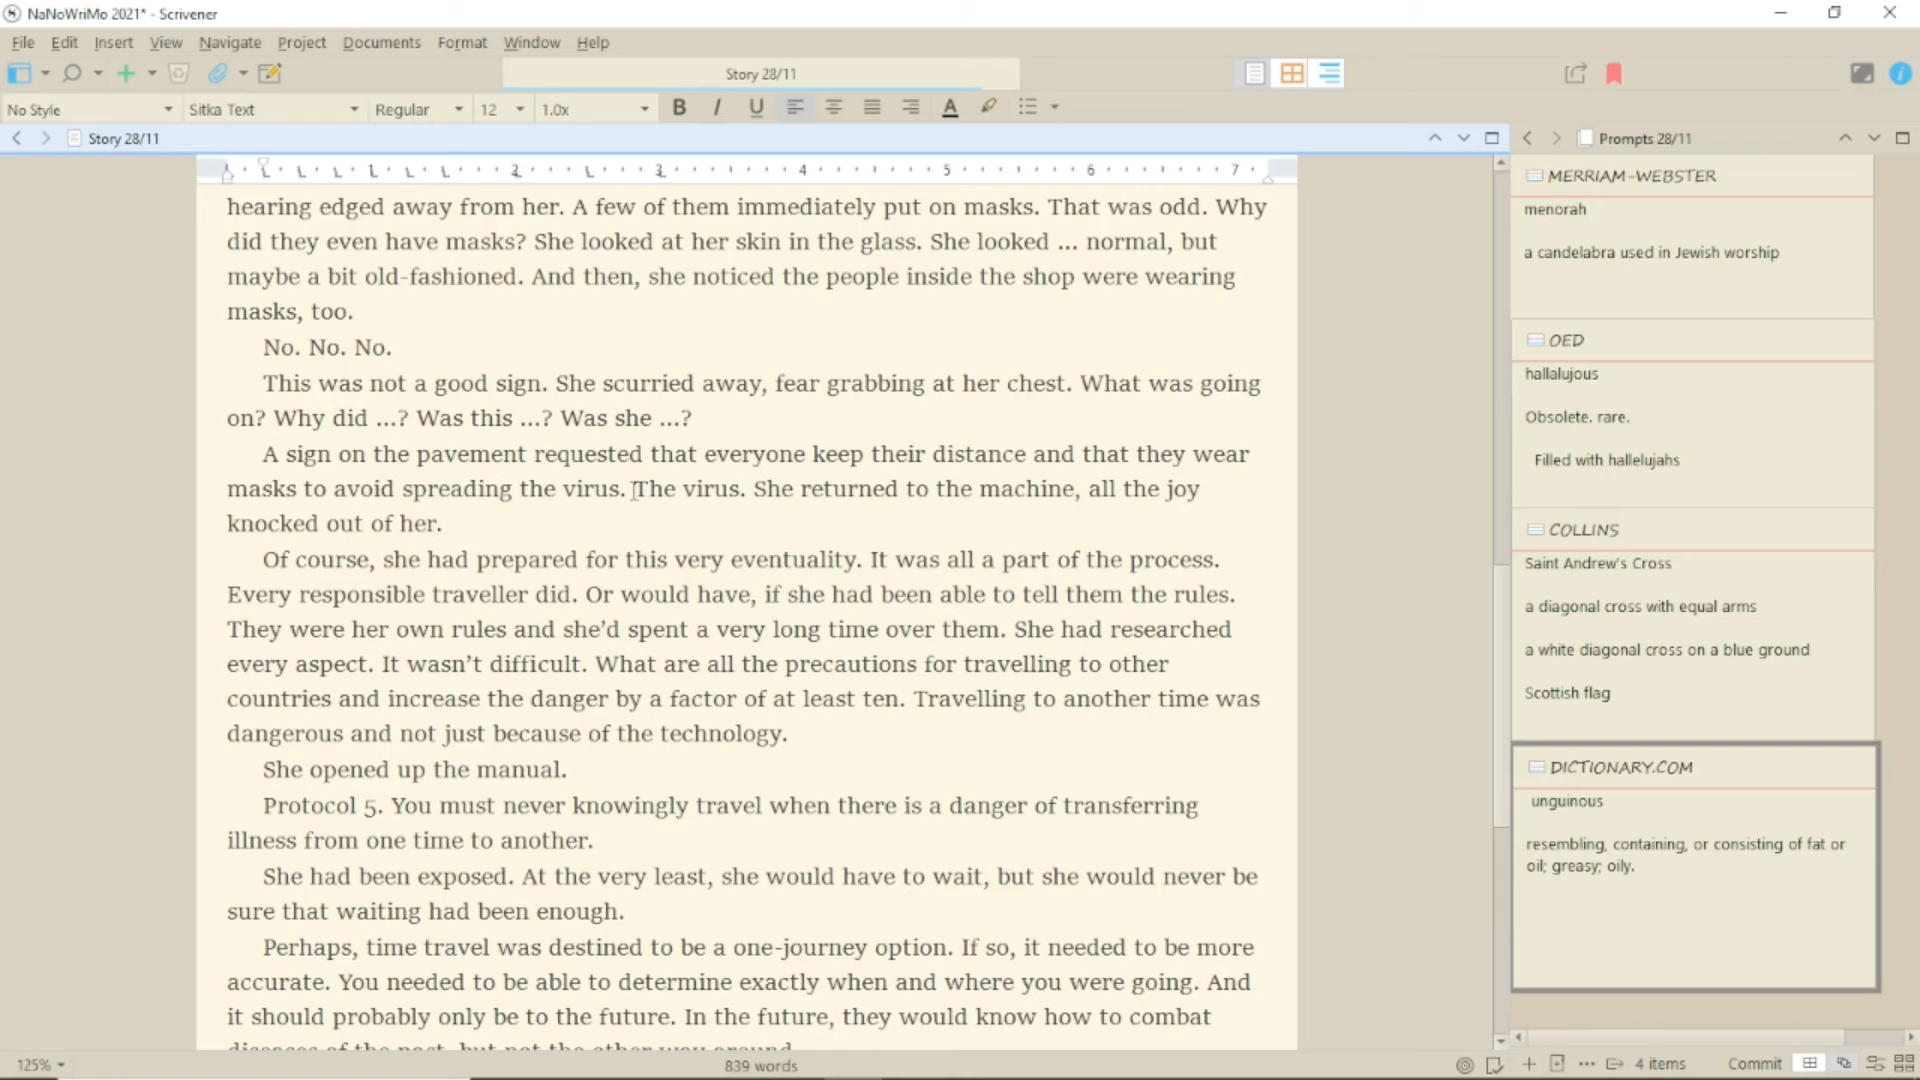 NaNoWriMo 2021* - Scrivener
File Edit Insert View Navigate Project Documents Format Window Help
Story 28/11
No Style Sitka Text Regular 12 1.0x B I U A
Story 28/11
1 2 3 4 5 6 7
hearing edged away from her. A few of them immediately put on masks. That was odd. Why
did they even have masks? She looked at her skin in the glass. She looked ... normal, but
maybe a bit old-fashioned. And then, she noticed the people inside the shop were wearing
masks, too.
No. No. No.
This was not a good sign. She scurried away, fear grabbing at her chest. What was going
on? Why did ...? Was this ...? Was she ...?
A sign on the pavement requested that everyone keep their distance and that they wear
masks to avoid spreading the virus. The virus. She returned to the machine, all the joy
knocked out of her.
Of course, she had prepared for this very eventuality. It was all a part of the process.
Every responsible traveller did. Or would have, if she had been able to tell them the rules.
They were her own rules and she’d spent a very long time over them. She had researched
every aspect. It wasn’t difficult. What are all the precautions for travelling to other
countries and increase the danger by a factor of at least ten. Travelling to another time was
dangerous and not just because of the technology.
She opened up the manual.
Protocol 5. You must never knowingly travel when there is a danger of transferring
illness from one time to another.
She had been exposed. At the very least, she would have to wait, but she would never be
sure that waiting had been enough.
Perhaps, time travel was destined to be a one-journey option. If so, it needed to be more
accurate. You needed to be able to determine exactly when and where you were going. And
it should probably only be to the future. In the future, they would know how to combat
diseases of the past, but not the other way around.
Prompts 28/11
MERRIAM-WEBSTER
menorah
a candelabra used in Jewish worship
OED
hallalujous
Obsolete. rare.
Filled with hallelujahs
COLLINS
Saint Andrew's Cross
a diagonal cross with equal arms
a white diagonal cross on a blue ground
Scottish flag
DICTIONARY.COM
unguinous
resembling, containing, or consisting of fat or
oil; greasy; oily.
125% 839 words 4 items Commit